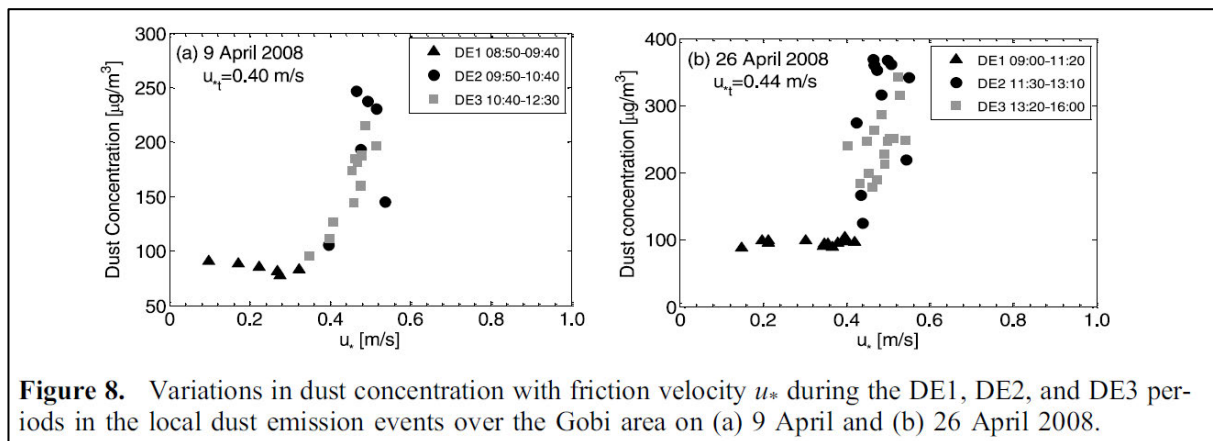 300
250
200
150
100
50
Dust Concentration [µg/m³]
(a) 9 April 2008
u*t=0.40 m/s
DE1 08:50-09:40
DE2 09:50-10:40
DE3 10:40-12:30
0 0.2 0.4 0.6 0.8 1.0
u* [m/s]
400
300
200
100
0
Dust concentration [µg/m³]
(b) 26 April 2008
u*t=0.44 m/s
DE1 09:00-11:20
DE2 11:30-13:10
DE3 13:20-16:00
0 0.2 0.4 0.6 0.8 1.0
u* [m/s]
Figure 8. Variations in dust concentration with friction velocity u* during the DE1, DE2, and DE3 per-
iods in the local dust emission events over the Gobi area on (a) 9 April and (b) 26 April 2008.